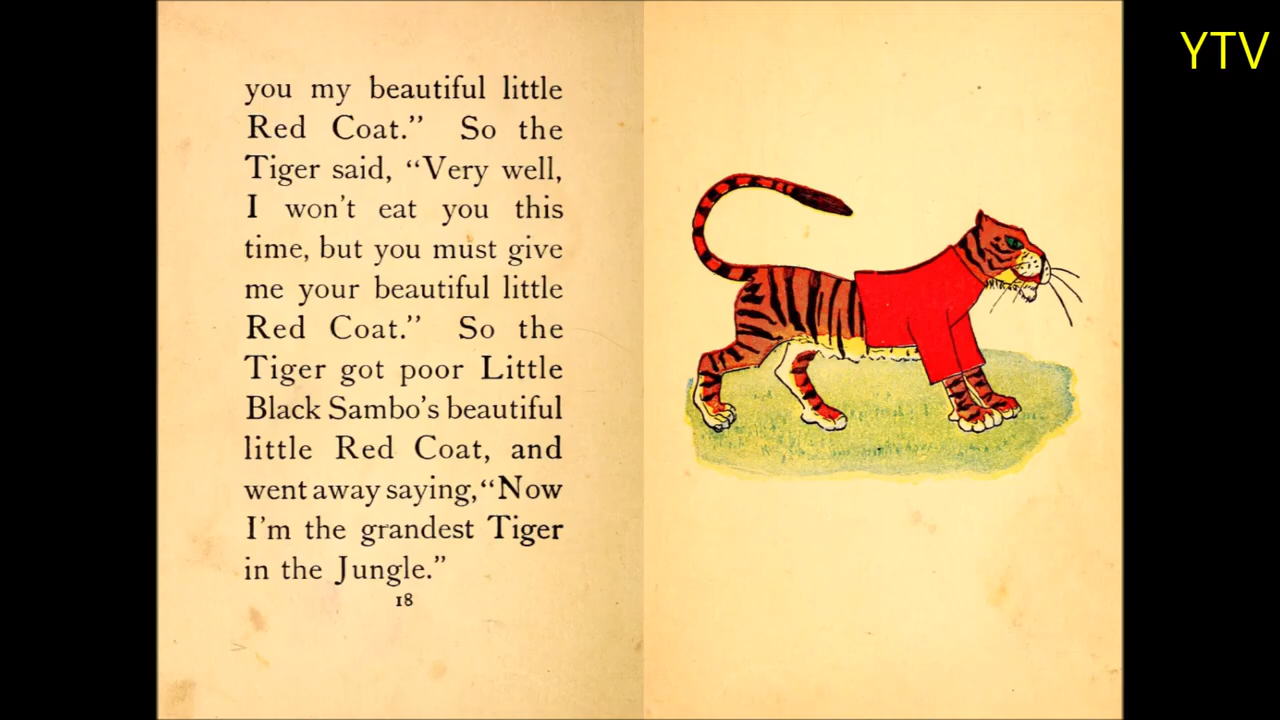 you my beautiful little
Red Coat.” So the
Tiger said, “Very well,
I won't eat you this
time, but you must give
me your beautiful little
Red Coat.” So the
Tiger got poor Little
Black Sambo's beautiful
little Red Coat, and
went away saying, “Now
I'm the grandest Tiger
in the Jungle.”
18
YTV